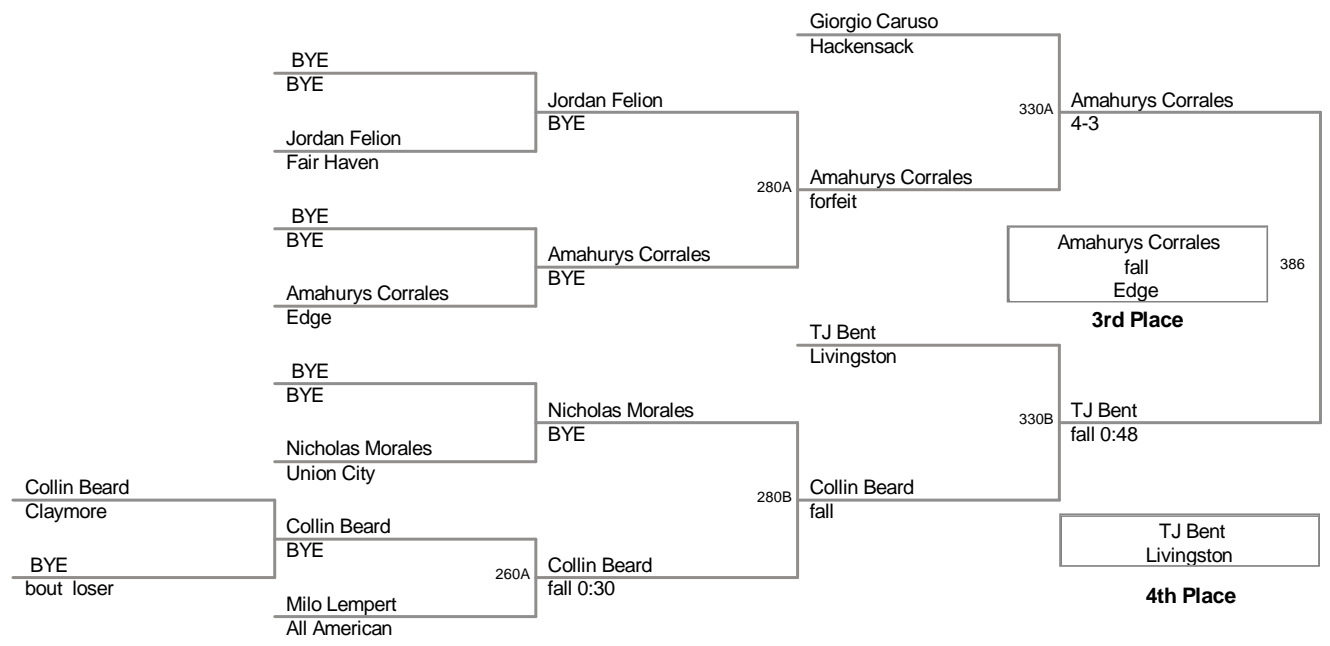 Giorgio Caruso
Hackensack
BYE
BYE
Jordan Felion
BYE
330A
Amahurys Corrales
4-3
Jordan Felion
Fair Haven
280A
Amahurys Corrales
forfeit
BYE
BYE
Amahurys Corrales
BYE
Amahurys Corrales
fall
Edge
386
3rd Place
Amahurys Corrales
Edge
TJ Bent
Livingston
BYE
BYE
Nicholas Morales
BYE
330B
TJ Bent
fall 0:48
Nicholas Morales
Union City
Collin Beard
Claymore
280B
Collin Beard
fall
Collin Beard
BYE
TJ Bent
Livingston
4th Place
BYE
bout loser
260A
Collin Beard
fall 0:30
Milo Lempert
All American